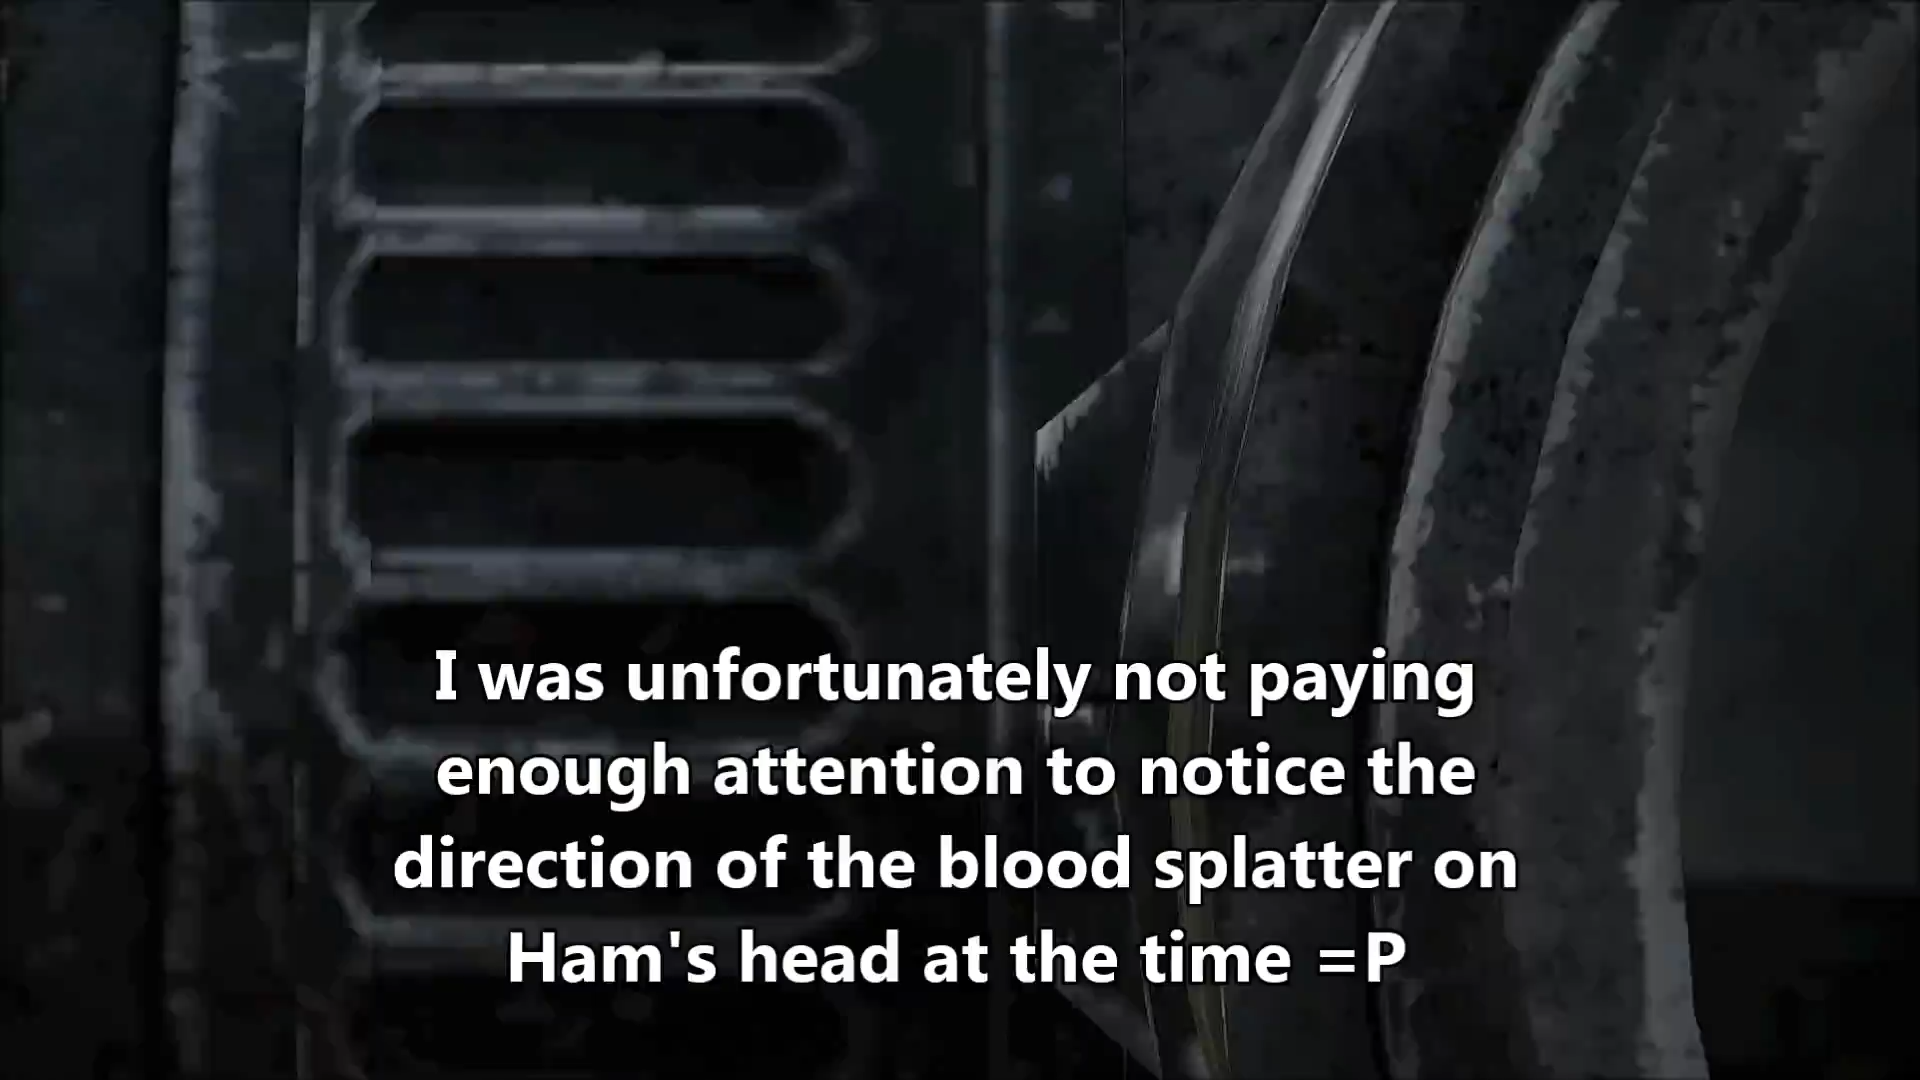 I was unfortunately not paying
enough attention to notice the
direction of the blood splatter on
Ham's head at the time =P